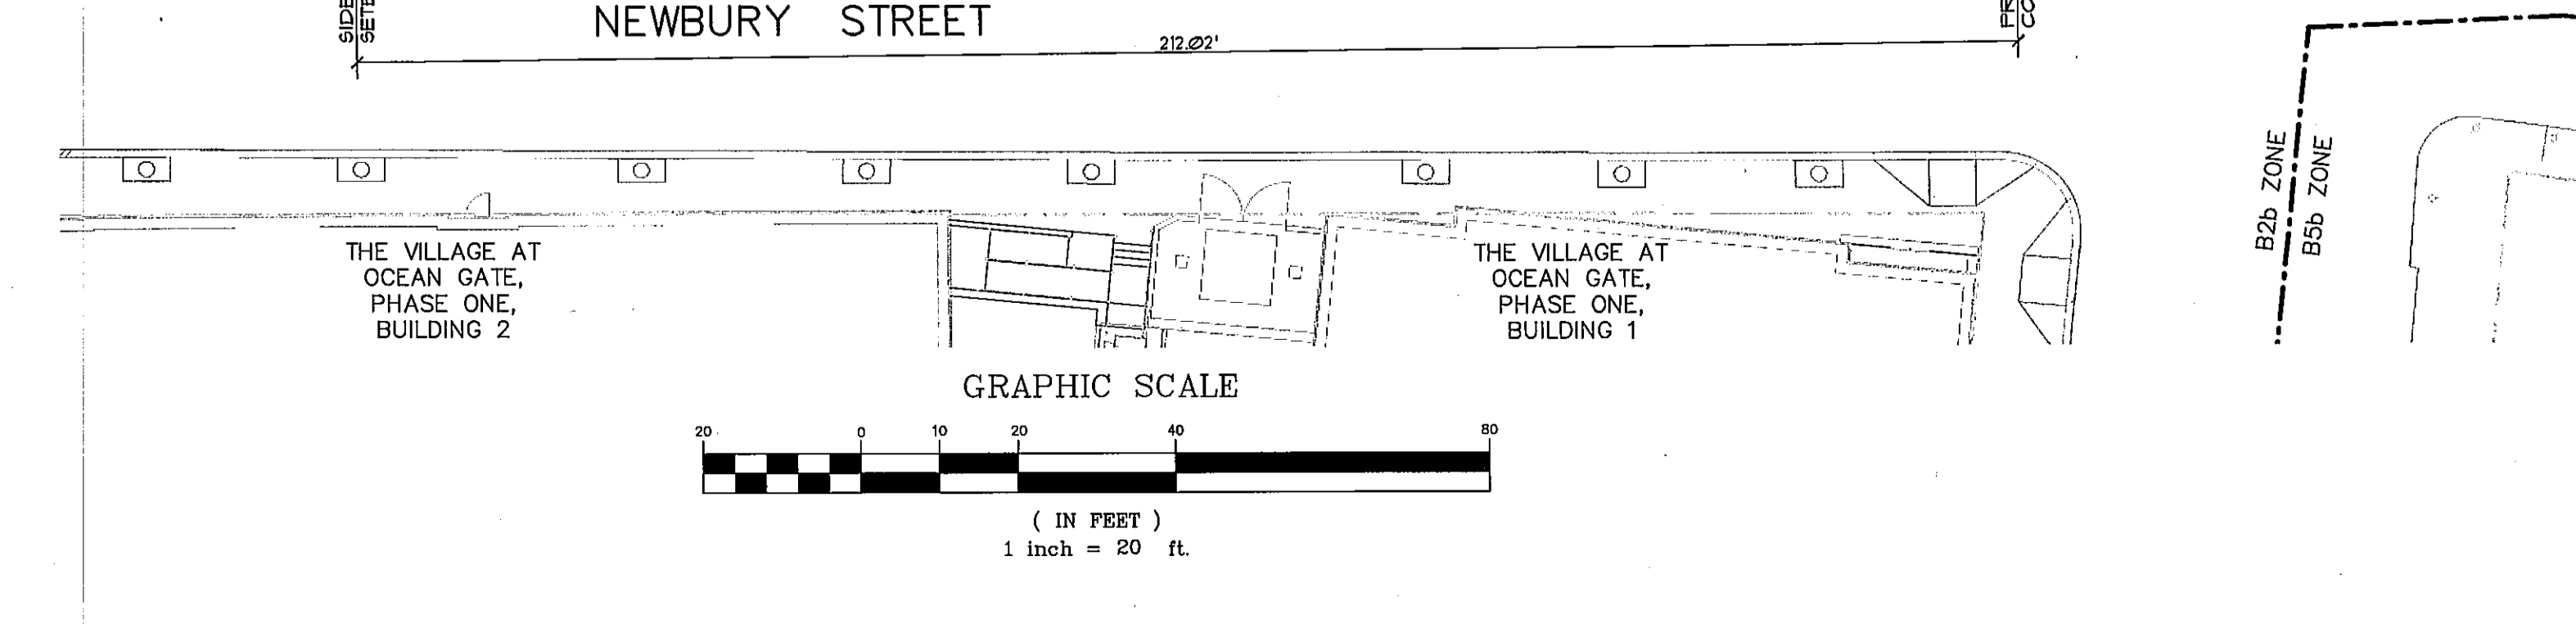 NEWBURY STREET
212.02'
B2b ZONE
B5b ZONE
THE VILLAGE AT
OCEAN GATE,
PHASE ONE,
BUILDING 2
THE VILLAGE AT
OCEAN GATE,
PHASE ONE,
BUILDING 1
GRAPHIC SCALE
20 0 10 20 40 80
( IN FEET )
1 inch = 20 ft.